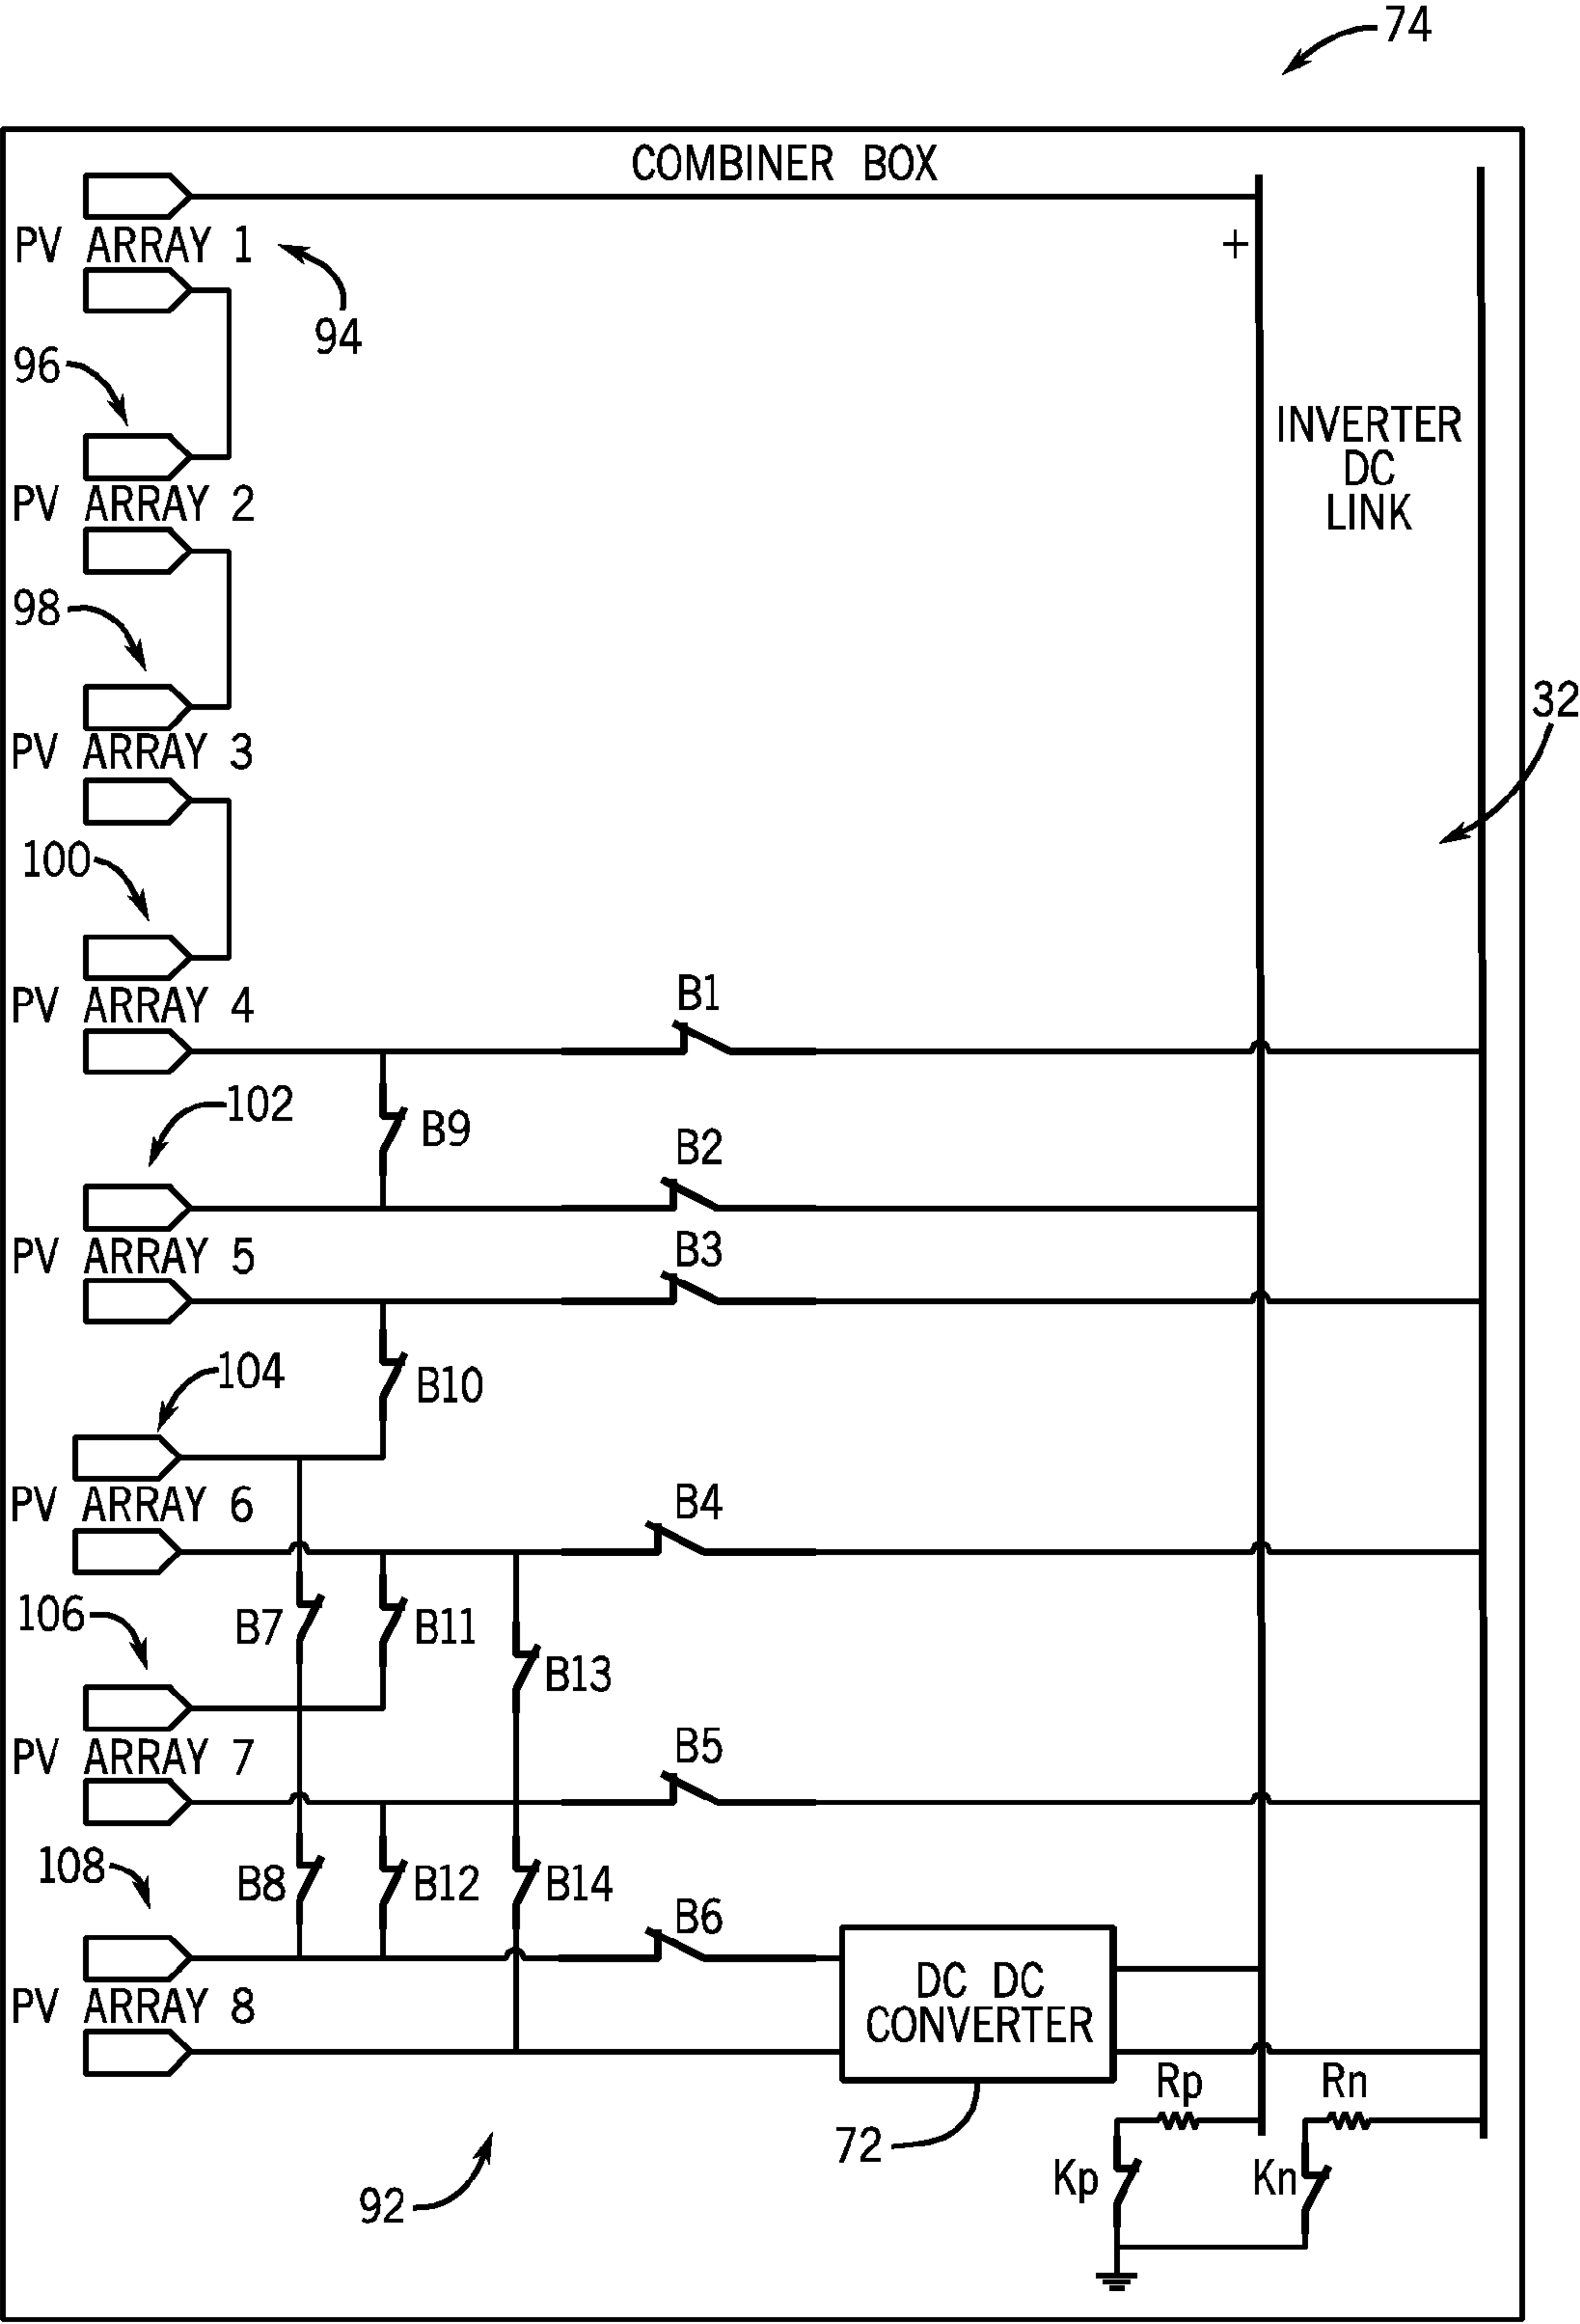 74
COMBINER BOX
PV ARRAY 1
+
94
96
INVERTER
DC
LINK
PV ARRAY 2
98
32
PV ARRAY 3
100
B1
PV ARRAY 4
102
B9
B2
B3
PV ARRAY 5
104
B10
B4
PV ARRAY 6
106
B7
B11
B13
B5
PV ARRAY 7
108
B8
B12
B14
B6
DC DC
CONVERTER
PV ARRAY 8
Rp
Rn
72
Kp
Kn
92